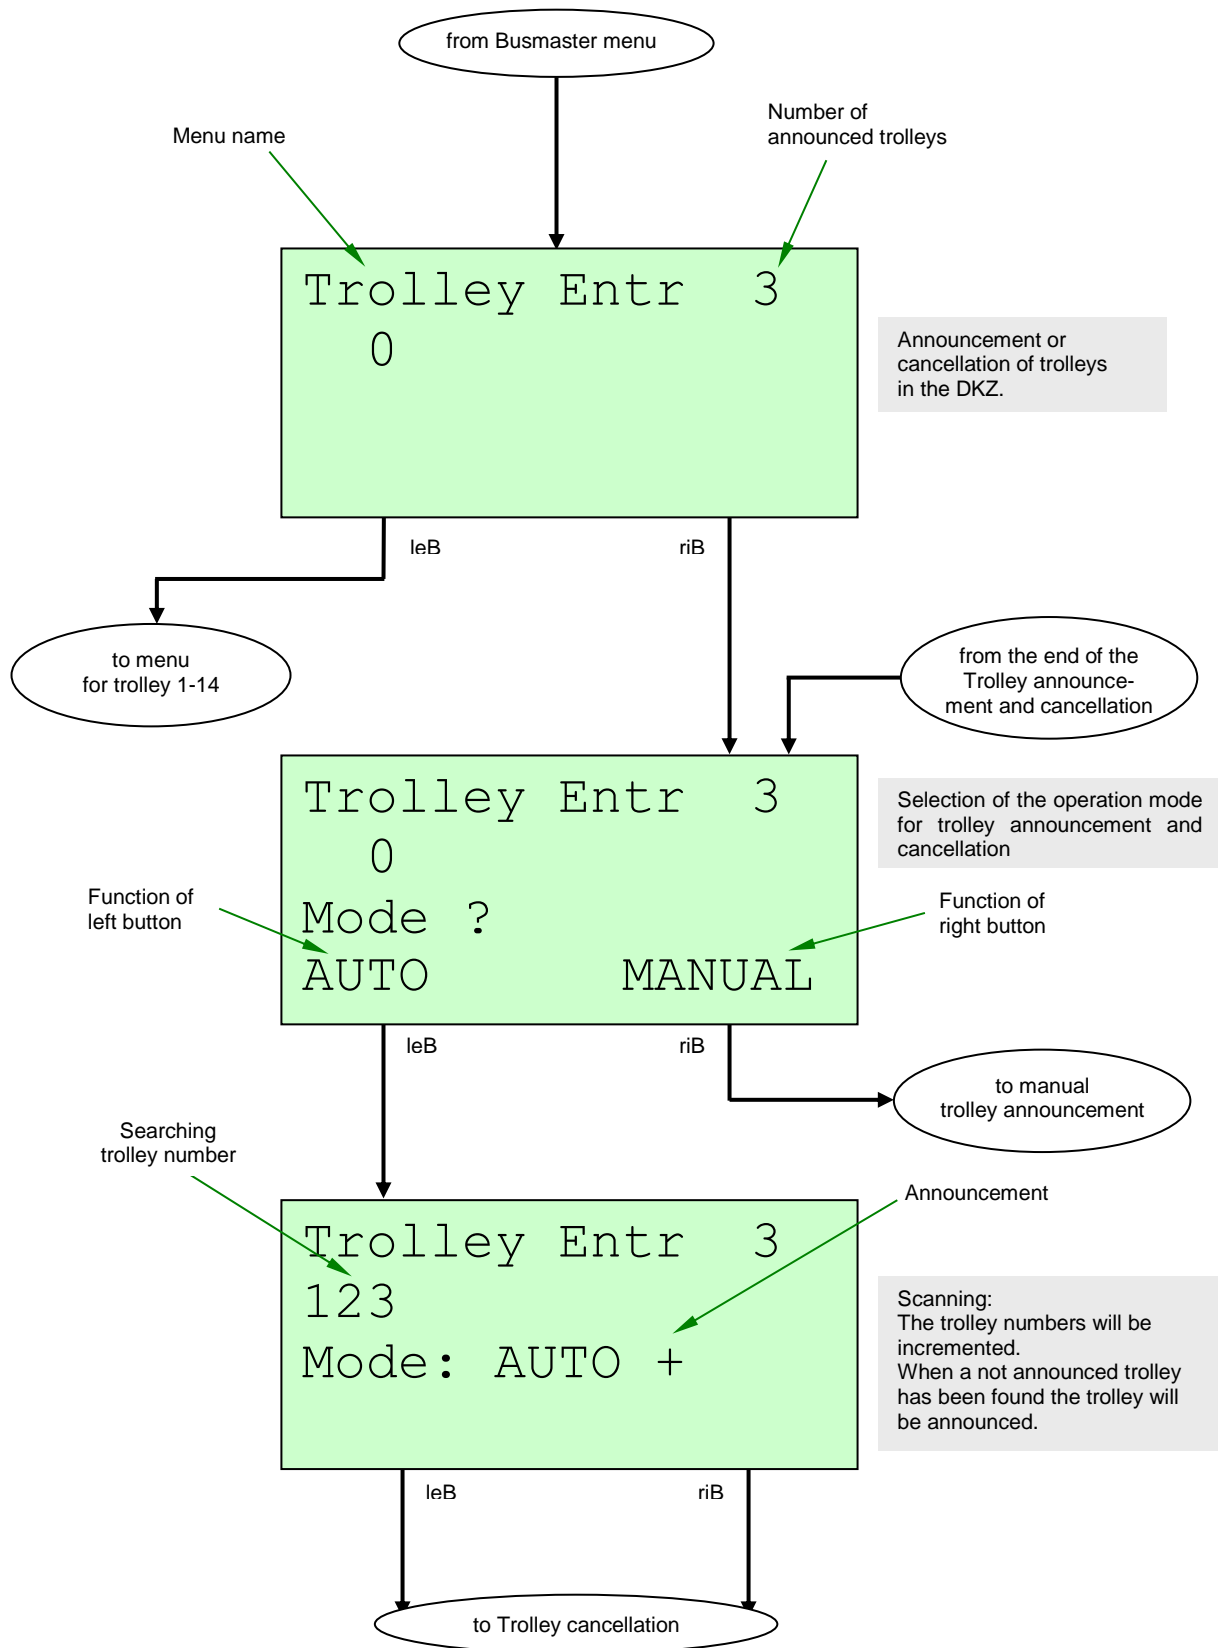 from Busmaster menu
Menu name
Number of
announced trolleys
Trolley Entr 3
0
Announcement or
cancellation of trolleys
in the DKZ.
leB
riB
to menu
for trolley 1-14
from the end of the
Trolley announce-
ment and cancellation
Trolley Entr 3
0
Mode ?
AUTO MANUAL
Selection of the operation mode
for trolley announcement and
cancellation
Function of
left button
Function of
right button
leB
riB
to manual
trolley announcement
Searching
trolley number
Announcement
Trolley Entr 3
123
Mode: AUTO +
Scanning:
The trolley numbers will be
incremented.
When a not announced trolley
has been found the trolley will
be announced.
leB
riB
to Trolley cancellation